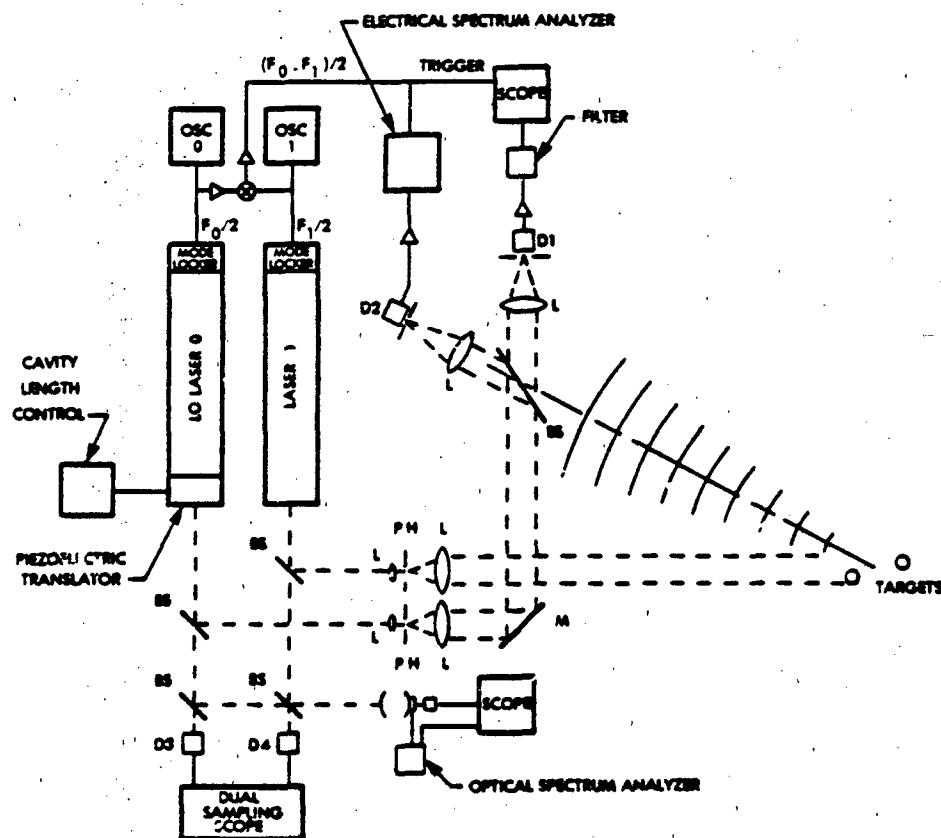 ELECTRICAL SPECTRUM ANALYZER
(F0 - F1)/2
TRIGGER
SCOPE
FILTER
OSC
0
OSC
1
F0/2
F1/2
MODE
LOCKER
MODE
LOCKER
D1
L
D2
L
BS
LO LASER 0
LASER 1
CAVITY
LENGTH
CONTROL
PIEZOELECTRIC
TRANSLATOR
BS
L
PH
L
TARGETS
BS
L
PH
L
M
BS
BS
SCOPE
D3
D4
OPTICAL SPECTRUM ANALYZER
DUAL
SAMPLING
SCOPE